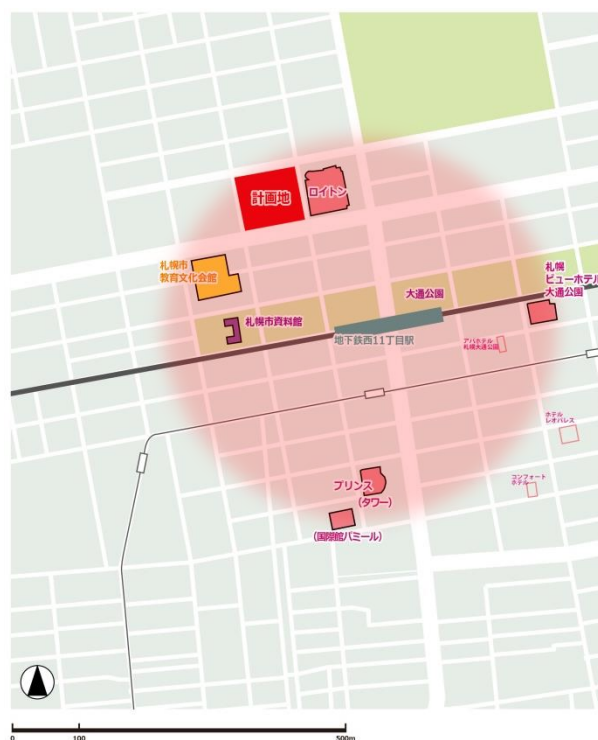 計画地
ロイトン
札幌市
教育文化会館
札幌市資料館
大通公園
地下鉄西11丁目駅
札幌
ビューホテル
大通公園
アパホテル
札幌大通公園
ホテル
レオパレス
コンフォート
ホテル
プリンス
(タワー)
(国際館パミール)
0 100 500m